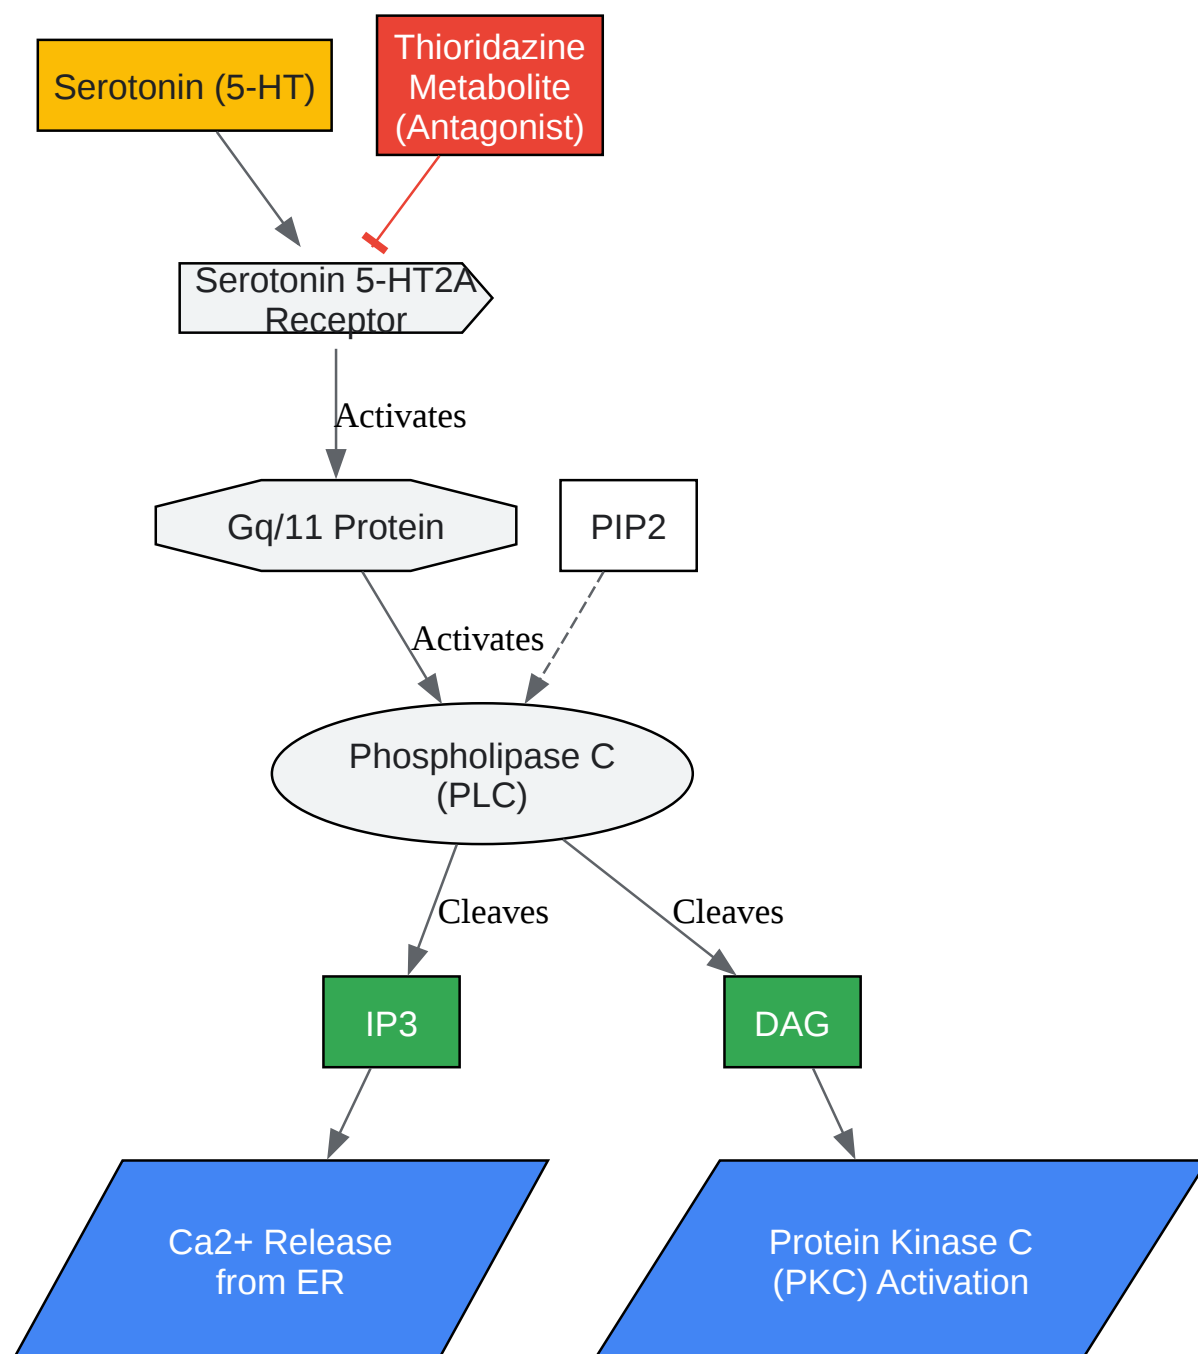 Serotonin (5-HT)
Thioridazine
Metabolite
(Antagonist)
Serotonin 5-HT2A
Receptor
Activates
Gq/11 Protein
PIP2
Activates
Phospholipase C
(PLC)
Cleaves
Cleaves
IP3
DAG
Ca2+ Release
from ER
Protein Kinase C
(PKC) Activation